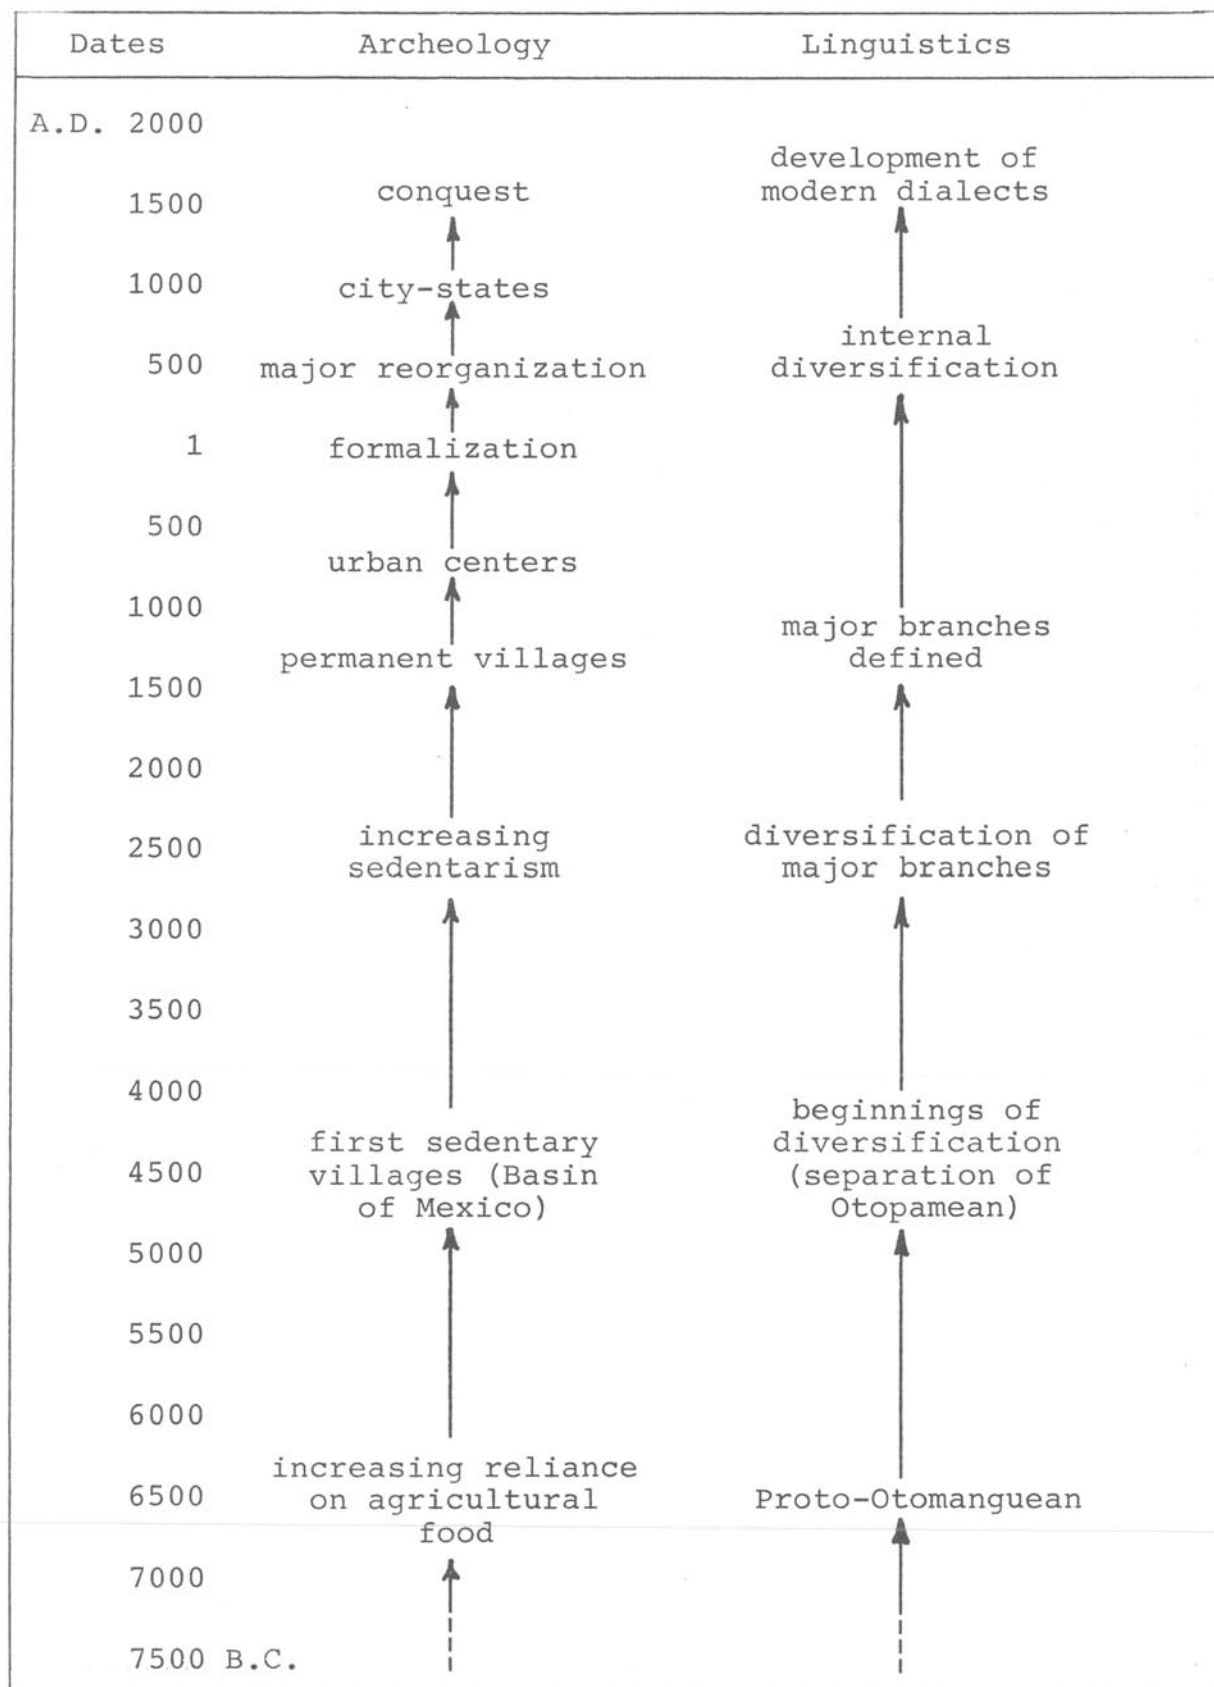 Dates Archeology Linguistics
A.D. 2000
development of
1500 conquest modern dialects
1000 city-states
internal
500 major reorganization diversification
1 formalization
500
urban centers
1000
major branches
permanent villages defined
1500
2000
increasing diversification of
2500
sedentarism major branches
3000
3500
4000
beginnings of
first sedentary diversification
4500 villages (Basin (separation of
of Mexico) Otopamean)
5000
5500
6000
increasing reliance
6500 on agricultural Proto-Otomanguean
food
7000
7500 B.C.